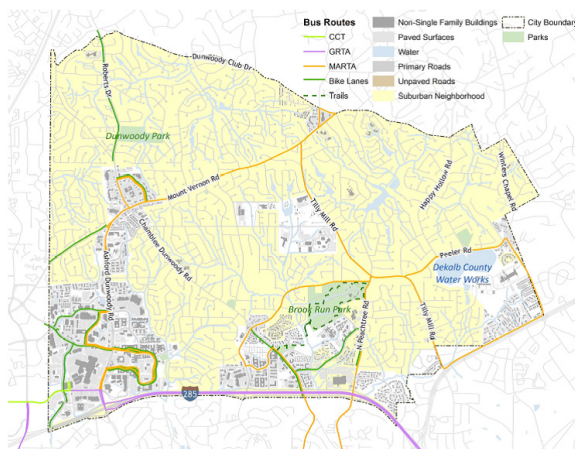 Bus Routes
CCT
GRTA
MARTA
Bike Lanes
Trails
Non-Single Family Buildings
Paved Surfaces
Water
Primary Roads
Unpaved Roads
Suburban Neighborhood
City Boundary
Parks
Dunwoody Club Dr
Roberts Dr
Dunwoody Park
Mount Vernon Rd
Chamblee Dunwoody Rd
Ashford Dunwoody Rd
Tilly Mill Rd
Happy Hollow Rd
Winters Chapel Rd
Peeler Rd
Dekalb County
Water Works
Brook Run Park
N Peachtree Rd
Tilly Mill Rd
285